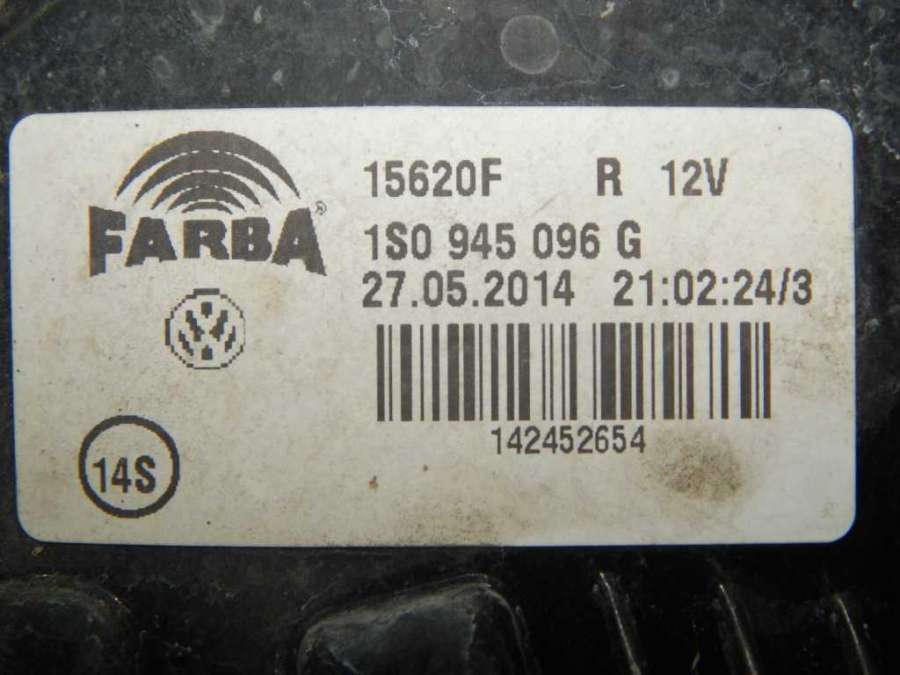 FARBA®
15620F R 12V
1S0 945 096 G
27.05.2014 21:02:24/3
142452654
14S